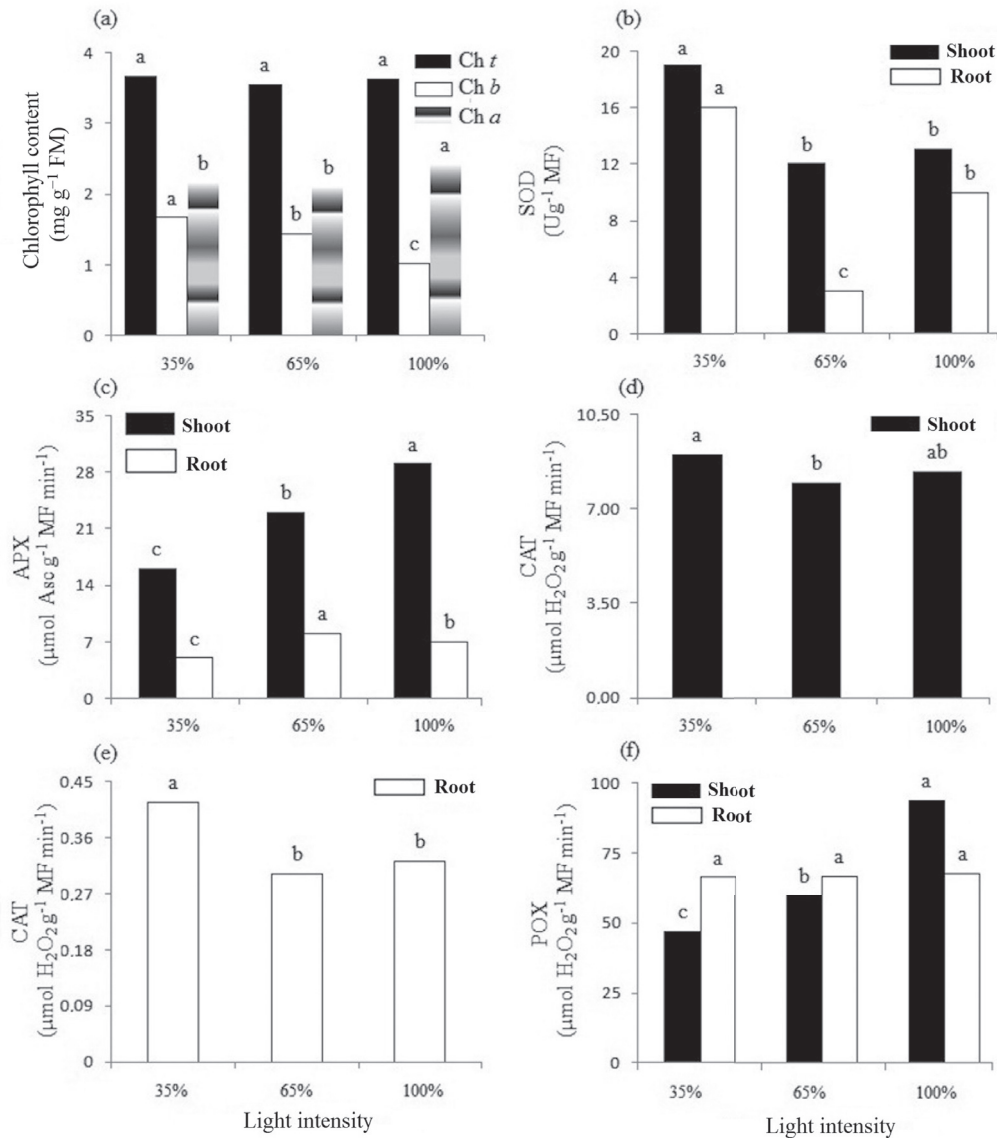 (a)
Chlorophyll content
(mg g⁻¹ FM)
4
3
2
1
0
a
a
b
a
b
b
a
c
a
Ch t
Ch b
Ch a
35%
65%
100%
(b)
SOD
(Ug⁻¹ MF)
20
16
12
8
4
0
a
a
b
c
b
b
Shoot
Root
35%
65%
100%
(c)
APX
(µmol Asc g⁻¹ MF min⁻¹)
35
28
21
14
7
0
Shoot
Root
c
c
b
a
a
b
35%
65%
100%
(d)
CAT
(µmol H₂O₂ g⁻¹ MF min⁻¹)
10.50
7.00
3.50
0.00
Shoot
a
b
ab
35%
65%
100%
(e)
CAT
(µmol H₂O₂ g⁻¹ MF min⁻¹)
0.45
0.36
0.27
0.18
0.09
0
Root
a
b
b
35%
65%
100%
Light intensity
(f)
POX
(µmol H₂O₂ g⁻¹ MF min⁻¹)
100
75
50
25
0
Shoot
Root
c
a
b
a
a
a
35%
65%
100%
Light intensity